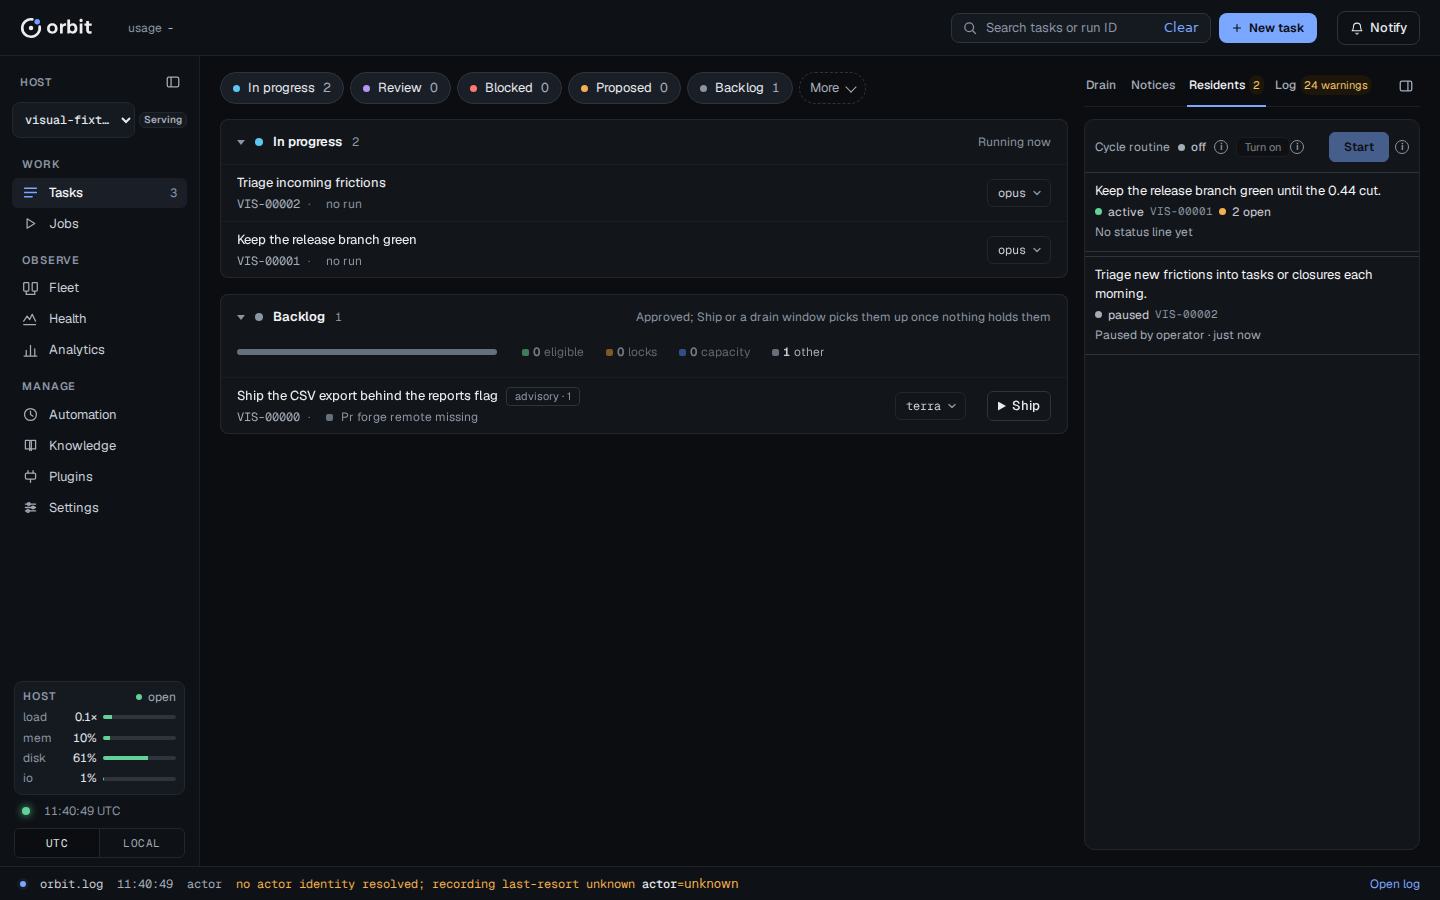 orbit
usage -
Search tasks or run ID
Clear
+ New task
Notify
HOST
visual-fixt…
Serving
WORK
Tasks 3
Jobs
OBSERVE
Fleet
Health
Analytics
MANAGE
Automation
Knowledge
Plugins
Settings
HOST open
load 0.1×
mem 10%
disk 61%
io 1%
11:40:49 UTC
UTC LOCAL
In progress 2
Review 0
Blocked 0
Proposed 0
Backlog 1
More
In progress 2
Running now
Triage incoming frictions
VIS-00002 · no run
opus
Keep the release branch green
VIS-00001 · no run
opus
Backlog 1
Approved; Ship or a drain window picks them up once nothing holds them
0 eligible 0 locks 0 capacity 1 other
Ship the CSV export behind the reports flag advisory · 1
VIS-00000 · Pr forge remote missing
terra
Ship
Drain Notices Residents 2 Log 24 warnings
Cycle routine off i Turn on i Start i
Keep the release branch green until the 0.44 cut.
active VIS-00001 2 open
No status line yet
Triage new frictions into tasks or closures each
morning.
paused VIS-00002
Paused by operator · just now
orbit.log 11:40:49 actor no actor identity resolved; recording last-resort unknown actor=unknown
Open log